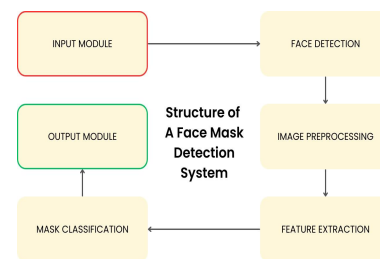 INPUT MODULE
FACE DETECTION
Structure of
A Face Mask
Detection
System
OUTPUT MODULE
IMAGE PREPROCESSING
MASK CLASSIFICATION
FEATURE EXTRACTION